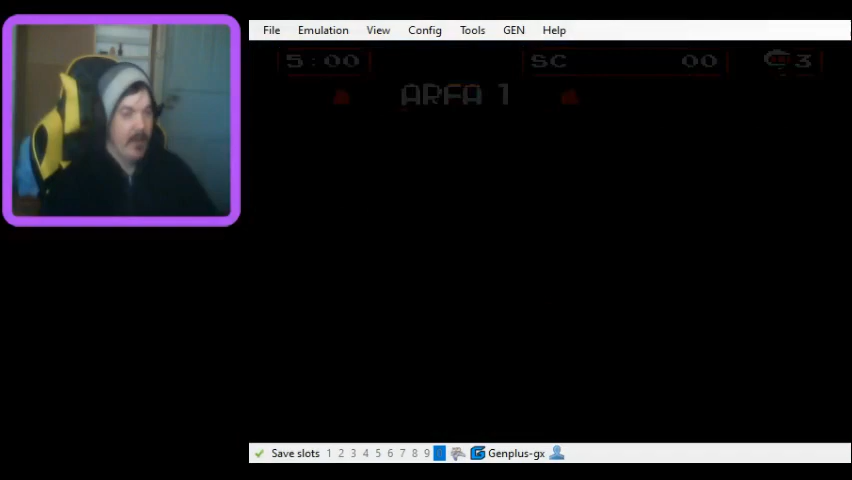 File Emulation View Config Tools GEN Help
5:00 SC 00 3
AREA 1
Save slots 1 2 3 4 5 6 7 8 9 Genplus-gx